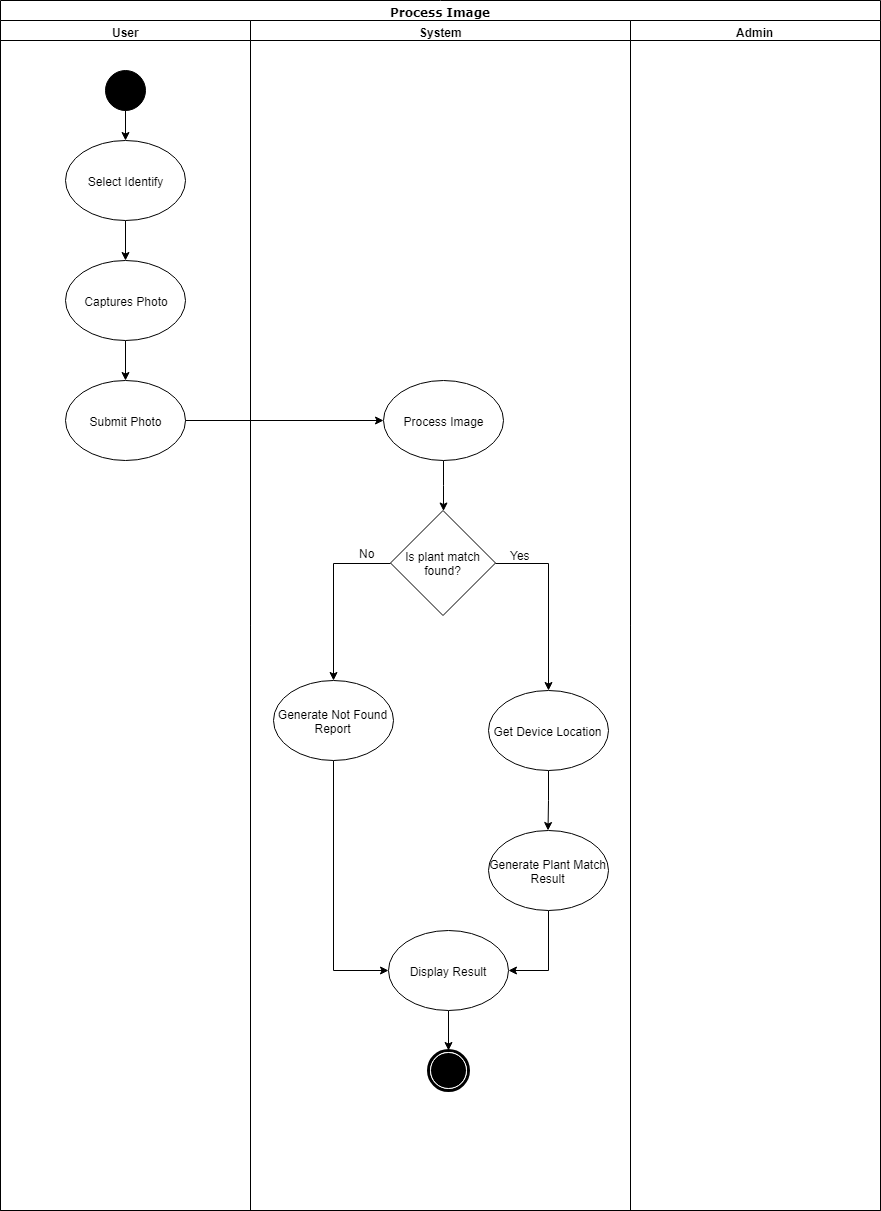 Process Image
User
System
Admin
Select Identify
Captures Photo
Submit Photo
Process Image
Is plant match
found?
No
Yes
Generate Not Found
Report
Get Device Location
Generate Plant Match
Result
Display Result